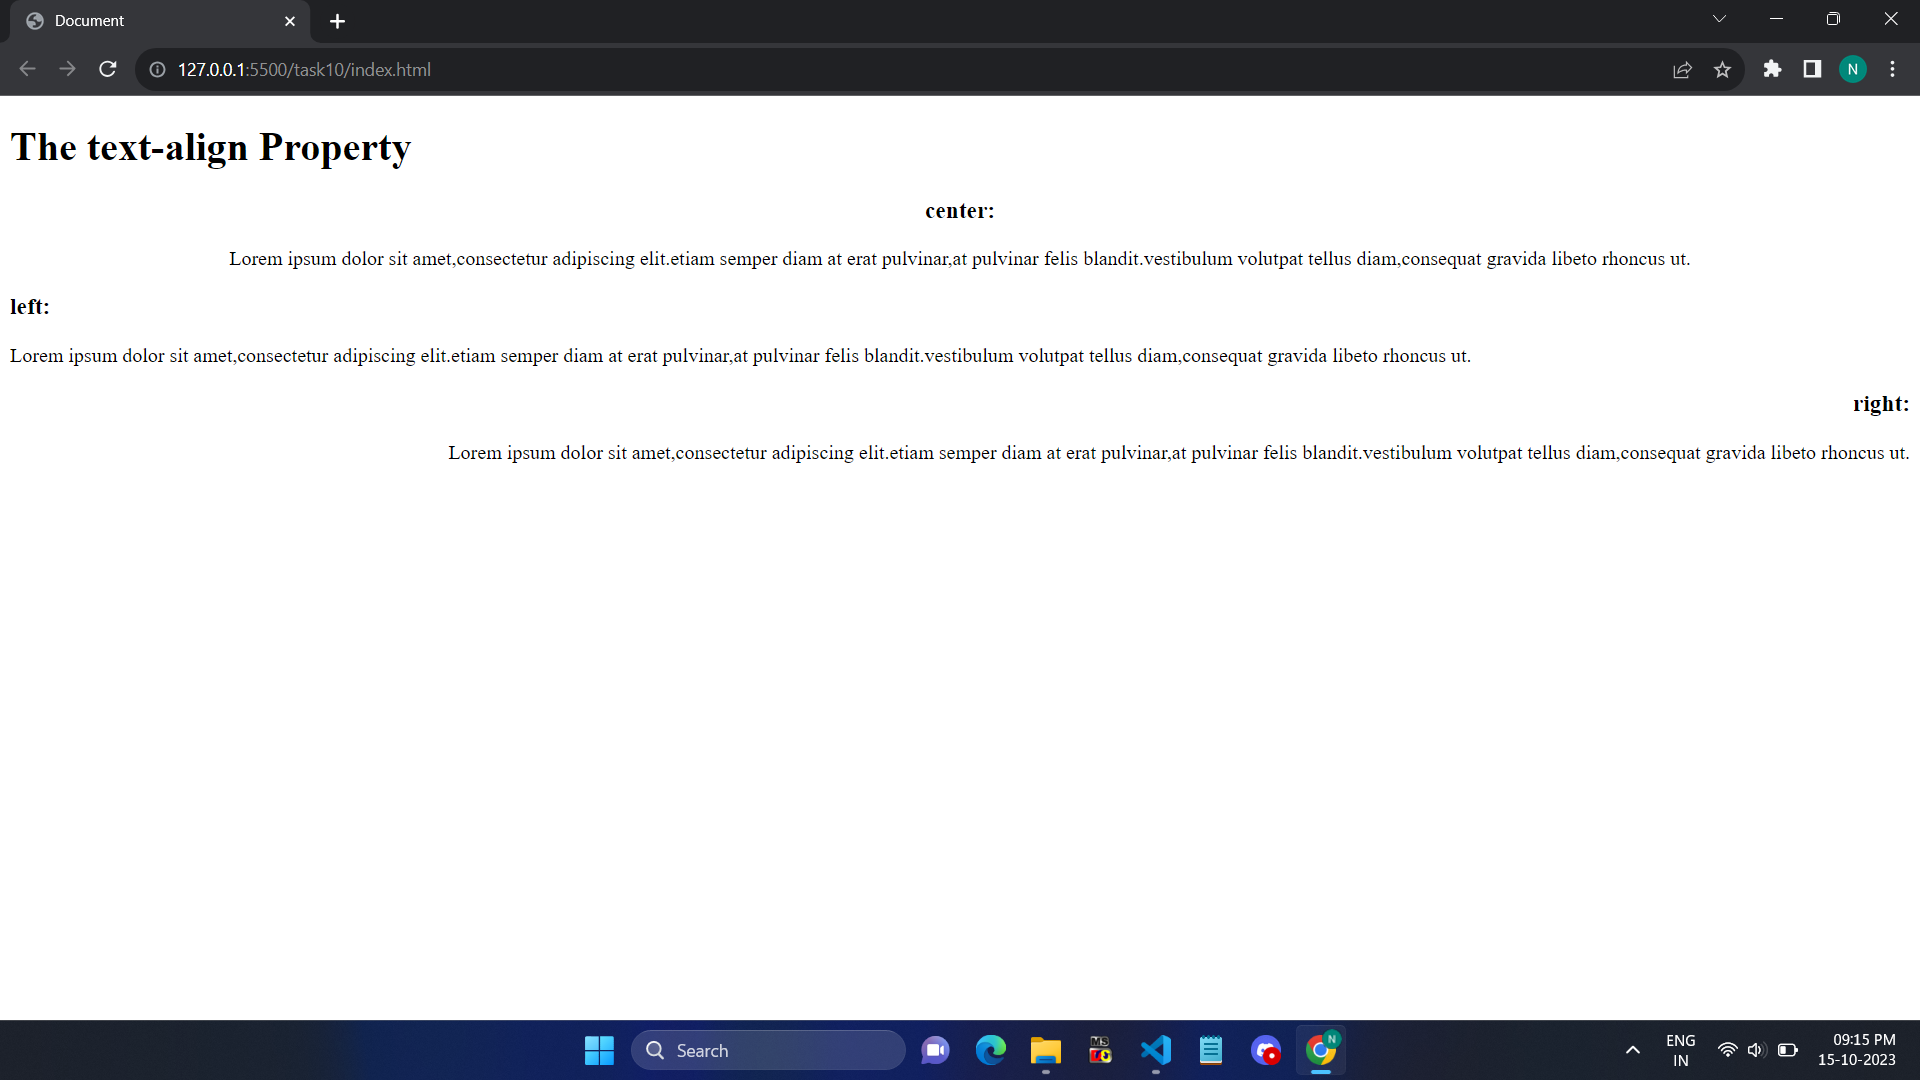 Document
127.0.0.1:5500/task10/index.html
N
The text-align Property
center:
Lorem ipsum dolor sit amet,consectetur adipiscing elit.etiam semper diam at erat pulvinar,at pulvinar felis blandit.vestibulum volutpat tellus diam,consequat gravida libeto rhoncus ut.
left:
Lorem ipsum dolor sit amet,consectetur adipiscing elit.etiam semper diam at erat pulvinar,at pulvinar felis blandit.vestibulum volutpat tellus diam,consequat gravida libeto rhoncus ut.
right:
Lorem ipsum dolor sit amet,consectetur adipiscing elit.etiam semper diam at erat pulvinar,at pulvinar felis blandit.vestibulum volutpat tellus diam,consequat gravida libeto rhoncus ut.
Search
MS
N
ENG
IN
09:15 PM
15-10-2023